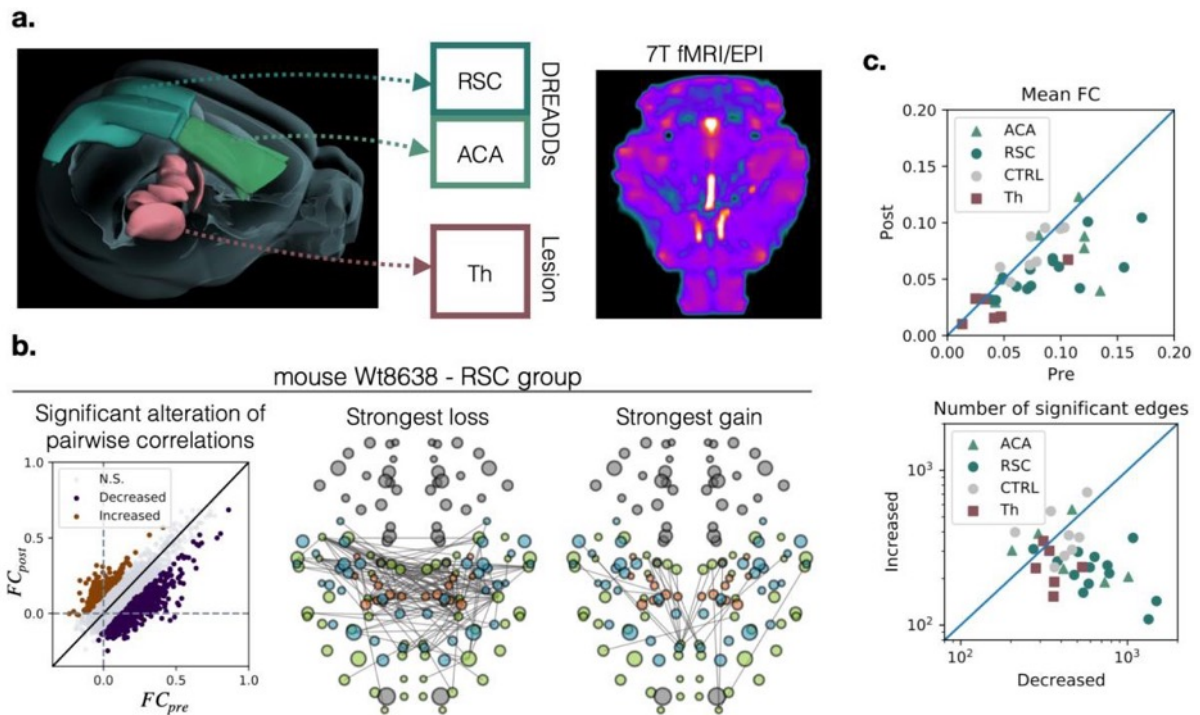 a.
RSC
ACA
Th
DREADDs
Lesion
7T fMRI/EPI
b.
mouse Wt8638 - RSC group
Significant alteration of
pairwise correlations
1.0
0.5
0.0
N.S.
Decreased
Increased
FCpost
0.0
0.5
1.0
FCpre
Strongest loss
Strongest gain
c.
Mean FC
0.20
0.15
0.10
0.05
0.00
ACA
RSC
CTRL
Th
Post
0.00
0.05
0.10
0.15
0.20
Pre
Number of significant edges
10³
10²
ACA
RSC
CTRL
Th
Increased
10²
10³
Decreased